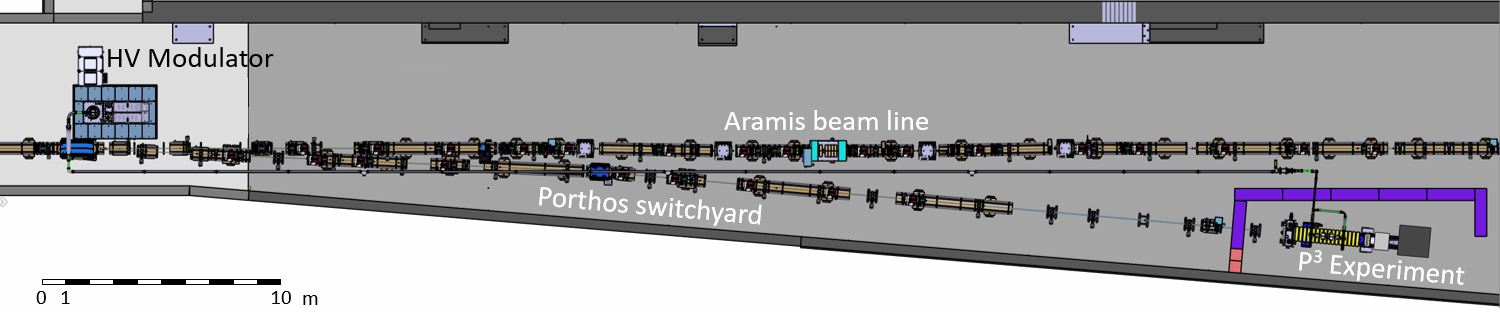 HV Modulator
Aramis beam line
Porthos switchyard
P³ Experiment
0 1 10 m